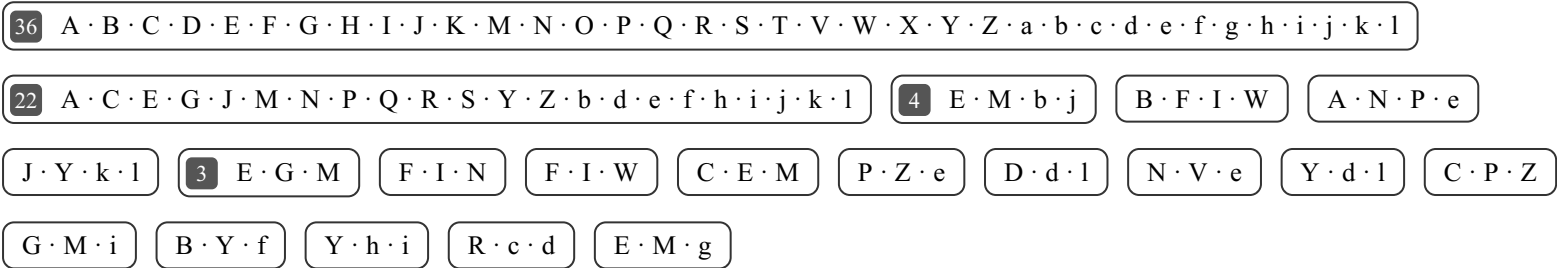 36 A · B · C · D · E · F · G · H · I · J · K · M · N · O · P · Q · R · S · T · V · W · X · Y · Z · a · b · c · d · e · f · g · h · i · j · k · l
22 A · C · E · G · J · M · N · P · Q · R · S · Y · Z · b · d · e · f · h · i · j · k · l 4 E · M · b · j B · F · I · W A · N · P · e
J · Y · k · l 3 E · G · M F · I · N F · I · W C · E · M P · Z · e D · d · l N · V · e Y · d · l C · P · Z
G · M · i B · Y · f Y · h · i R · c · d E · M · g